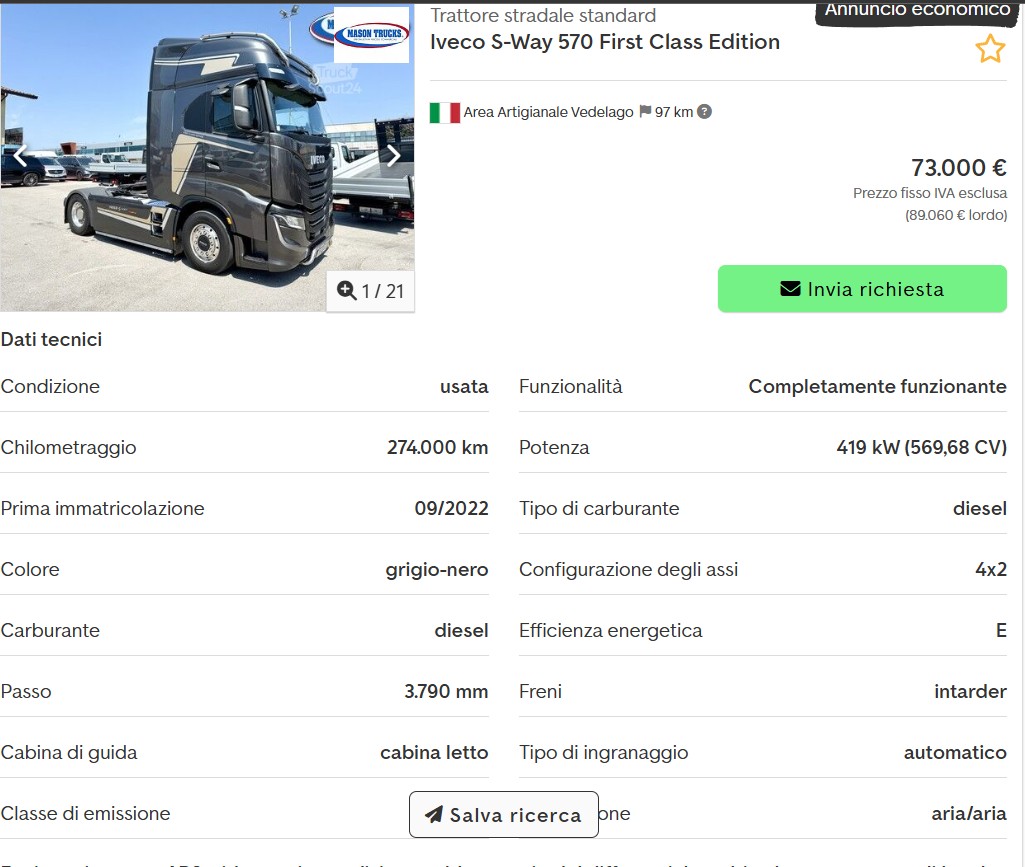 Annuncio economico
Trattore stradale standard
Iveco S-Way 570 First Class Edition
MASON TRUCKS
Truck
Scout24
IVECO
Area Artigianale Vedelago 97 km ?
73.000 €
Prezzo fisso IVA esclusa
(89.060 € lordo)
1 / 21
Invia richiesta
Dati tecnici
Condizione usata
Funzionalità Completamente funzionante
Chilometraggio 274.000 km
Potenza 419 kW (569,68 CV)
Prima immatricolazione 09/2022
Tipo di carburante diesel
Colore grigio-nero
Configurazione degli assi 4x2
Carburante diesel
Efficienza energetica E
Passo 3.790 mm
Freni intarder
Cabina di guida cabina letto
Tipo di ingranaggio automatico
Classe di emissione
Salva ricerca
one aria/aria